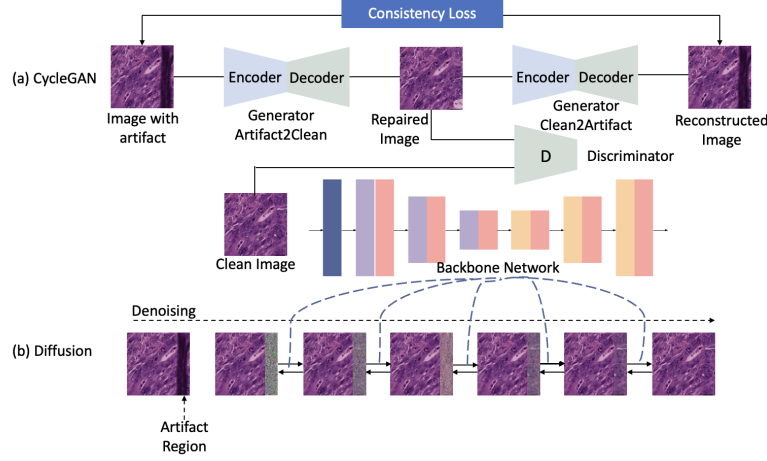 Consistency Loss
(a) CycleGAN
Encoder
Decoder
Encoder
Decoder
Image with
artifact
Generator
Artifact2Clean
Repaired
Image
Generator
Clean2Artifact
Reconstructed
Image
D
Discriminator
Clean Image
Backbone Network
Denoising
(b) Diffusion
Artifact
Region